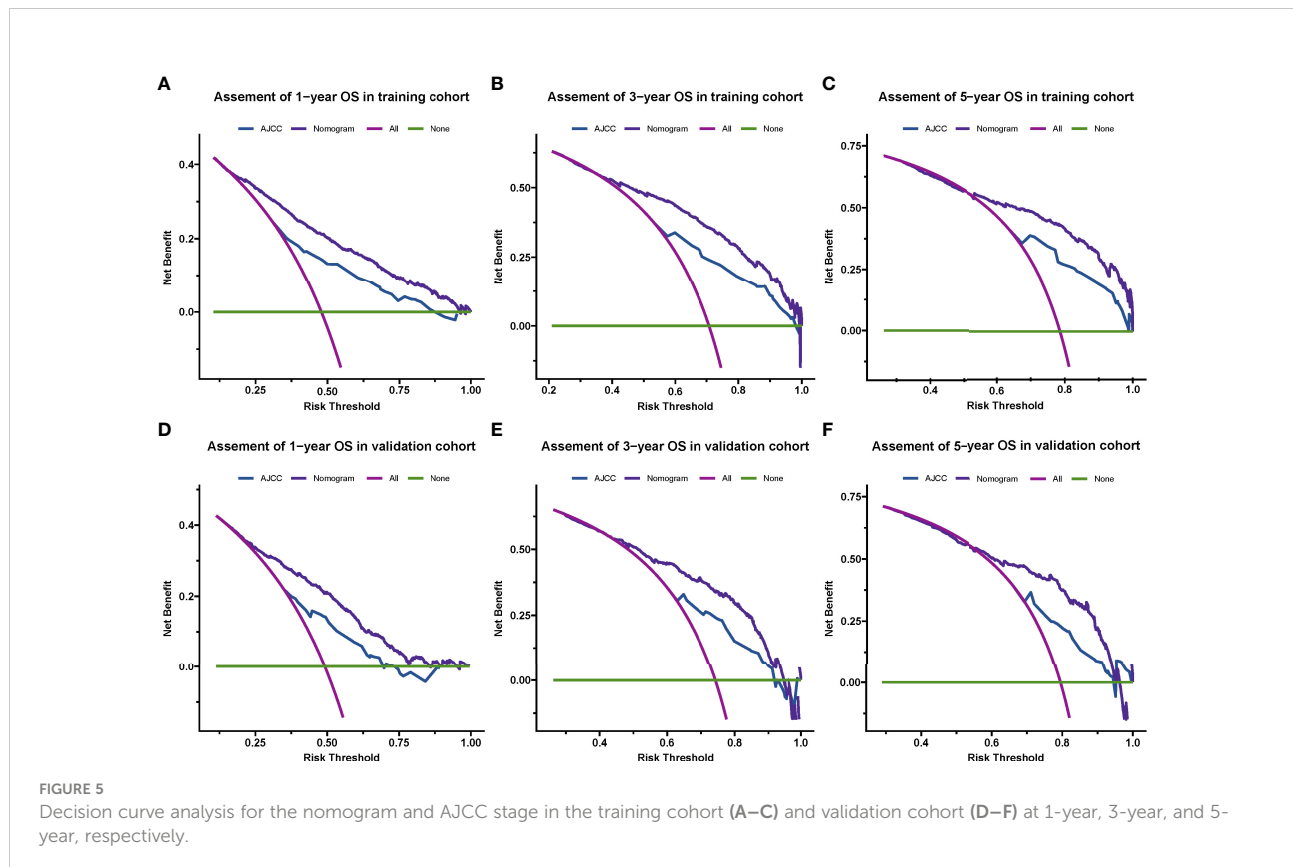 A
Assement of 1-year OS in training cohort
AJCC Nomogram All None
Net Benefit
0.4
0.2
0.0
0.25 0.50 0.75 1.00
Risk Threshold
B
Assement of 3-year OS in training cohort
AJCC Nomogram All None
Net Benefit
0.50
0.25
0.00
0.2 0.4 0.6 0.8 1.0
Risk Threshold
C
Assement of 5-year OS in training cohort
AJCC Nomogram All None
Net Benefit
0.75
0.50
0.25
0.00
0.4 0.6 0.8 1.0
Risk Threshold
D
Assement of 1-year OS in validation cohort
AJCC Nomogram All None
Net Benefit
0.4
0.2
0.0
0.25 0.50 0.75 1.00
Risk Threshold
E
Assement of 3-year OS in validation cohort
AJCC Nomogram All None
Net Benefit
0.50
0.25
0.00
0.4 0.6 0.8 1.0
Risk Threshold
F
Assement of 5-year OS in validation cohort
AJCC Nomogram All None
Net Benefit
0.75
0.50
0.25
0.00
0.4 0.6 0.8 1.0
Risk Threshold
FIGURE 5
Decision curve analysis for the nomogram and AJCC stage in the training cohort (A–C) and validation cohort (D–F) at 1-year, 3-year, and 5-
year, respectively.